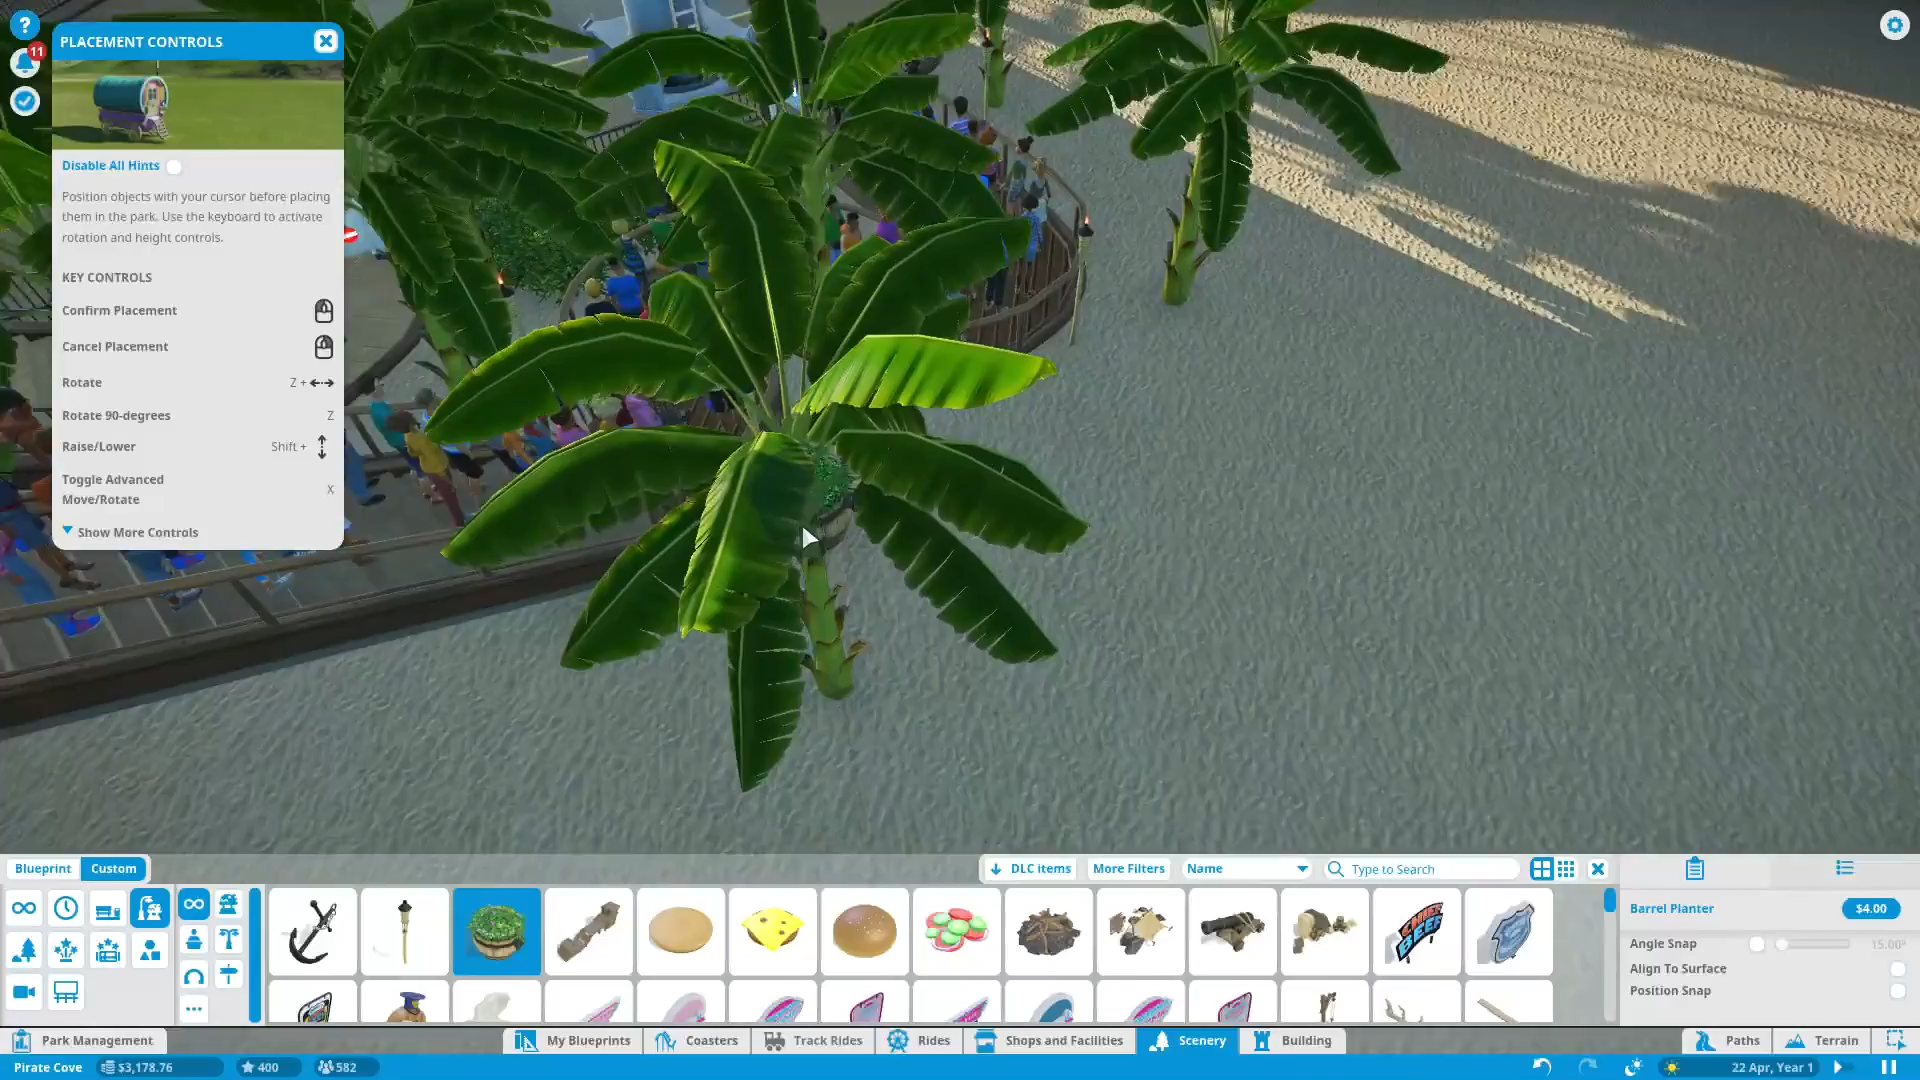 ?
11
PLACEMENT CONTROLS
Disable All Hints
Position objects with your cursor before placing
them in the park. Use the keyboard to activate
rotation and height controls.
KEY CONTROLS
Confirm Placement
Cancel Placement
Rotate Z +
Rotate 90-degrees Z
Raise/Lower Shift +
Toggle Advanced
Move/Rotate X
Show More Controls
Blueprint Custom
DLC items More Filters Name Type to Search
CHIEF BEEF
Barrel Planter $4.00
Angle Snap 15.00°
Align To Surface
Position Snap
Park Management My Blueprints Coasters Track Rides Rides Shops and Facilities Scenery Building Paths Terrain
Pirate Cove $3,178.76 400 582 22 Apr, Year 1